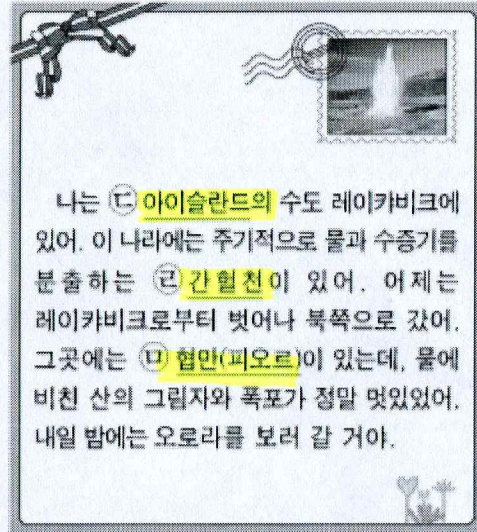 나는 ㉢아이슬란드의 수도 레이캬비크에
있어. 이 나라에는 주기적으로 물과 수증기를
분출하는 ㉣간헐천이 있어. 어제는
레이캬비크로부터 벗어나 북쪽으로 갔어.
그곳에는 ㉤협만(피오르)이 있는데, 물에
비친 산의 그림자와 폭포가 정말 멋있었어.
내일 밤에는 오로라를 보러 갈 거야.